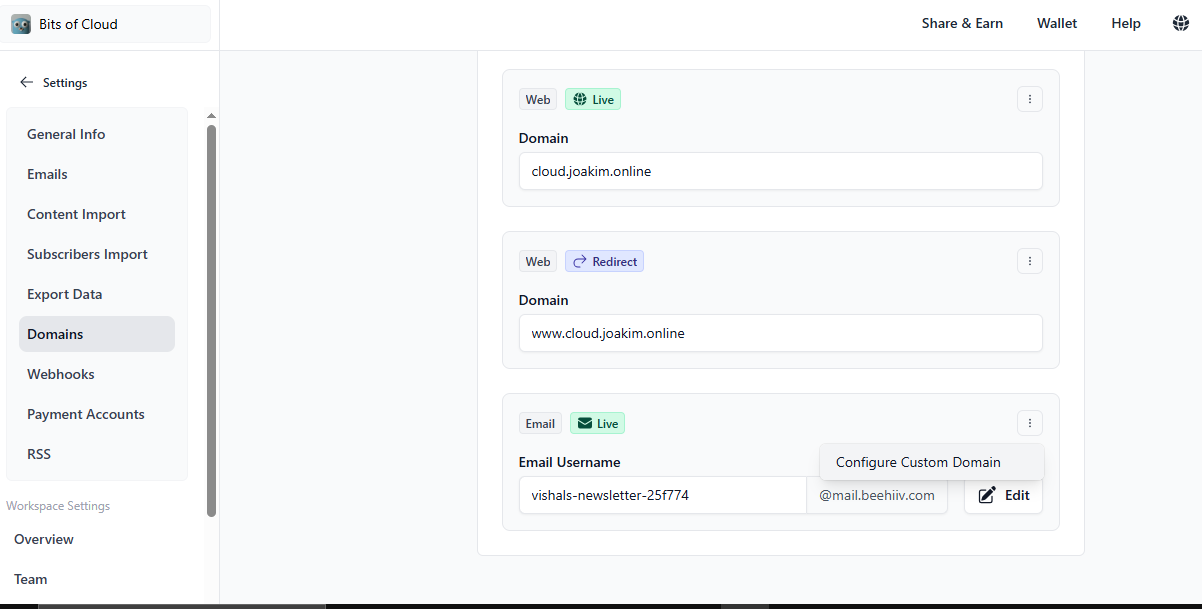 Bits of Cloud
Share & Earn
Wallet
Help
Settings
General Info
Emails
Content Import
Subscribers Import
Export Data
Domains
Webhooks
Payment Accounts
RSS
Workspace Settings
Overview
Team
Web
Live
Domain
cloud.joakim.online
Web
Redirect
Domain
www.cloud.joakim.online
Email
Live
Configure Custom Domain
Email Username
vishals-newsletter-25f774
@mail.beehiiv.com
Edit